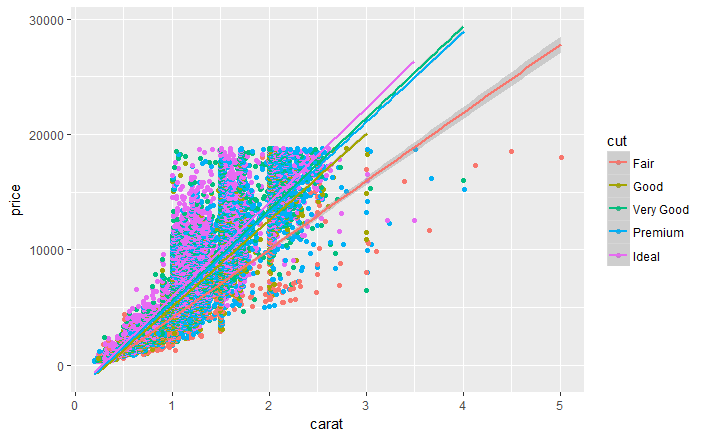 30000
20000
10000
0
price
0 1 2 3 4 5
carat
cut
Fair
Good
Very Good
Premium
Ideal